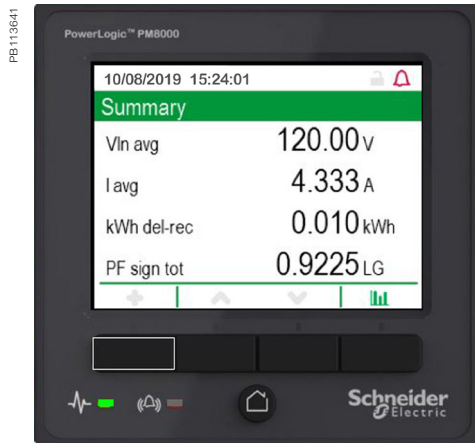 PB113641
PowerLogic™ PM8000
10/08/2019 15:24:01
Summary
Vln avg 120.00 V
I avg 4.333 A
kWh del-rec 0.010 kWh
PF sign tot 0.9225 LG
Schneider
Electric